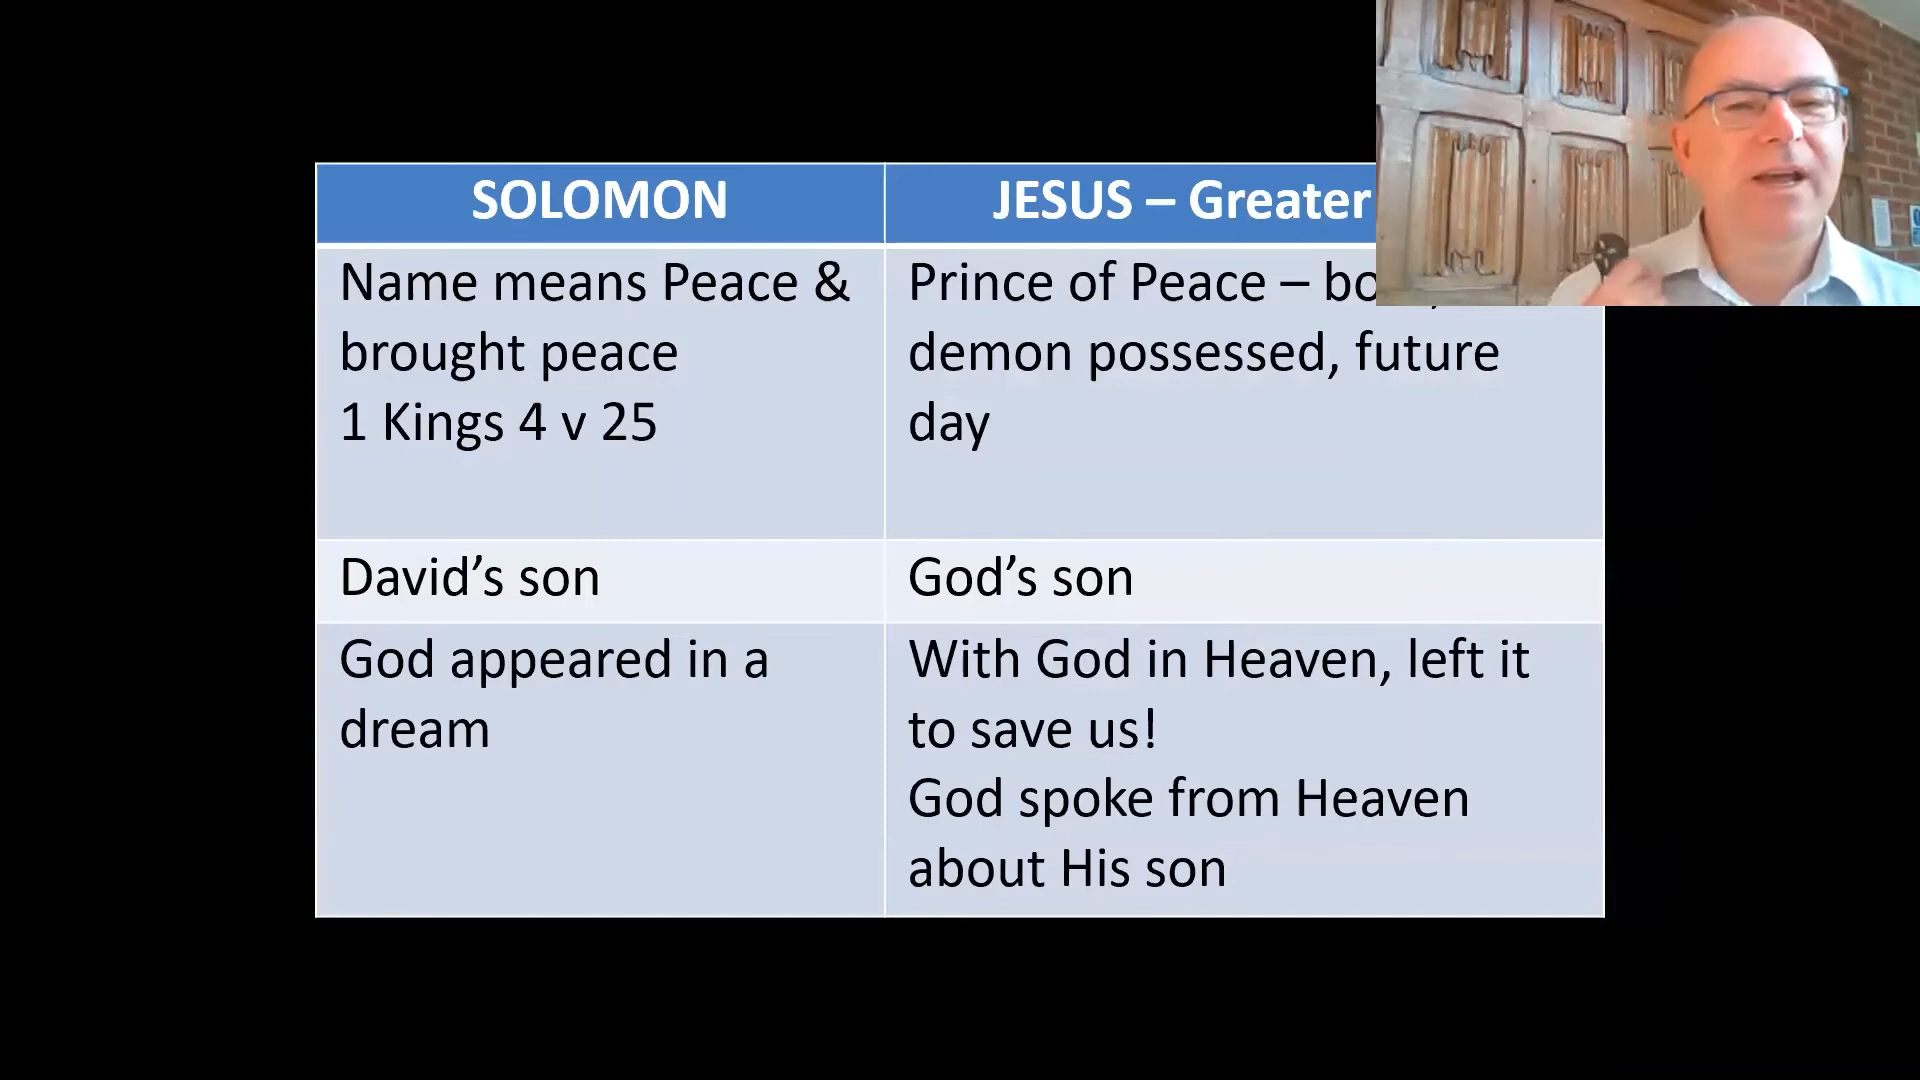 SOLOMON
JESUS – Greater
Name means Peace &
brought peace
1 Kings 4 v 25
Prince of Peace –
demon possessed, future
day
David’s son
God’s son
God appeared in a
dream
With God in Heaven, left it
to save us!
God spoke from Heaven
about His son